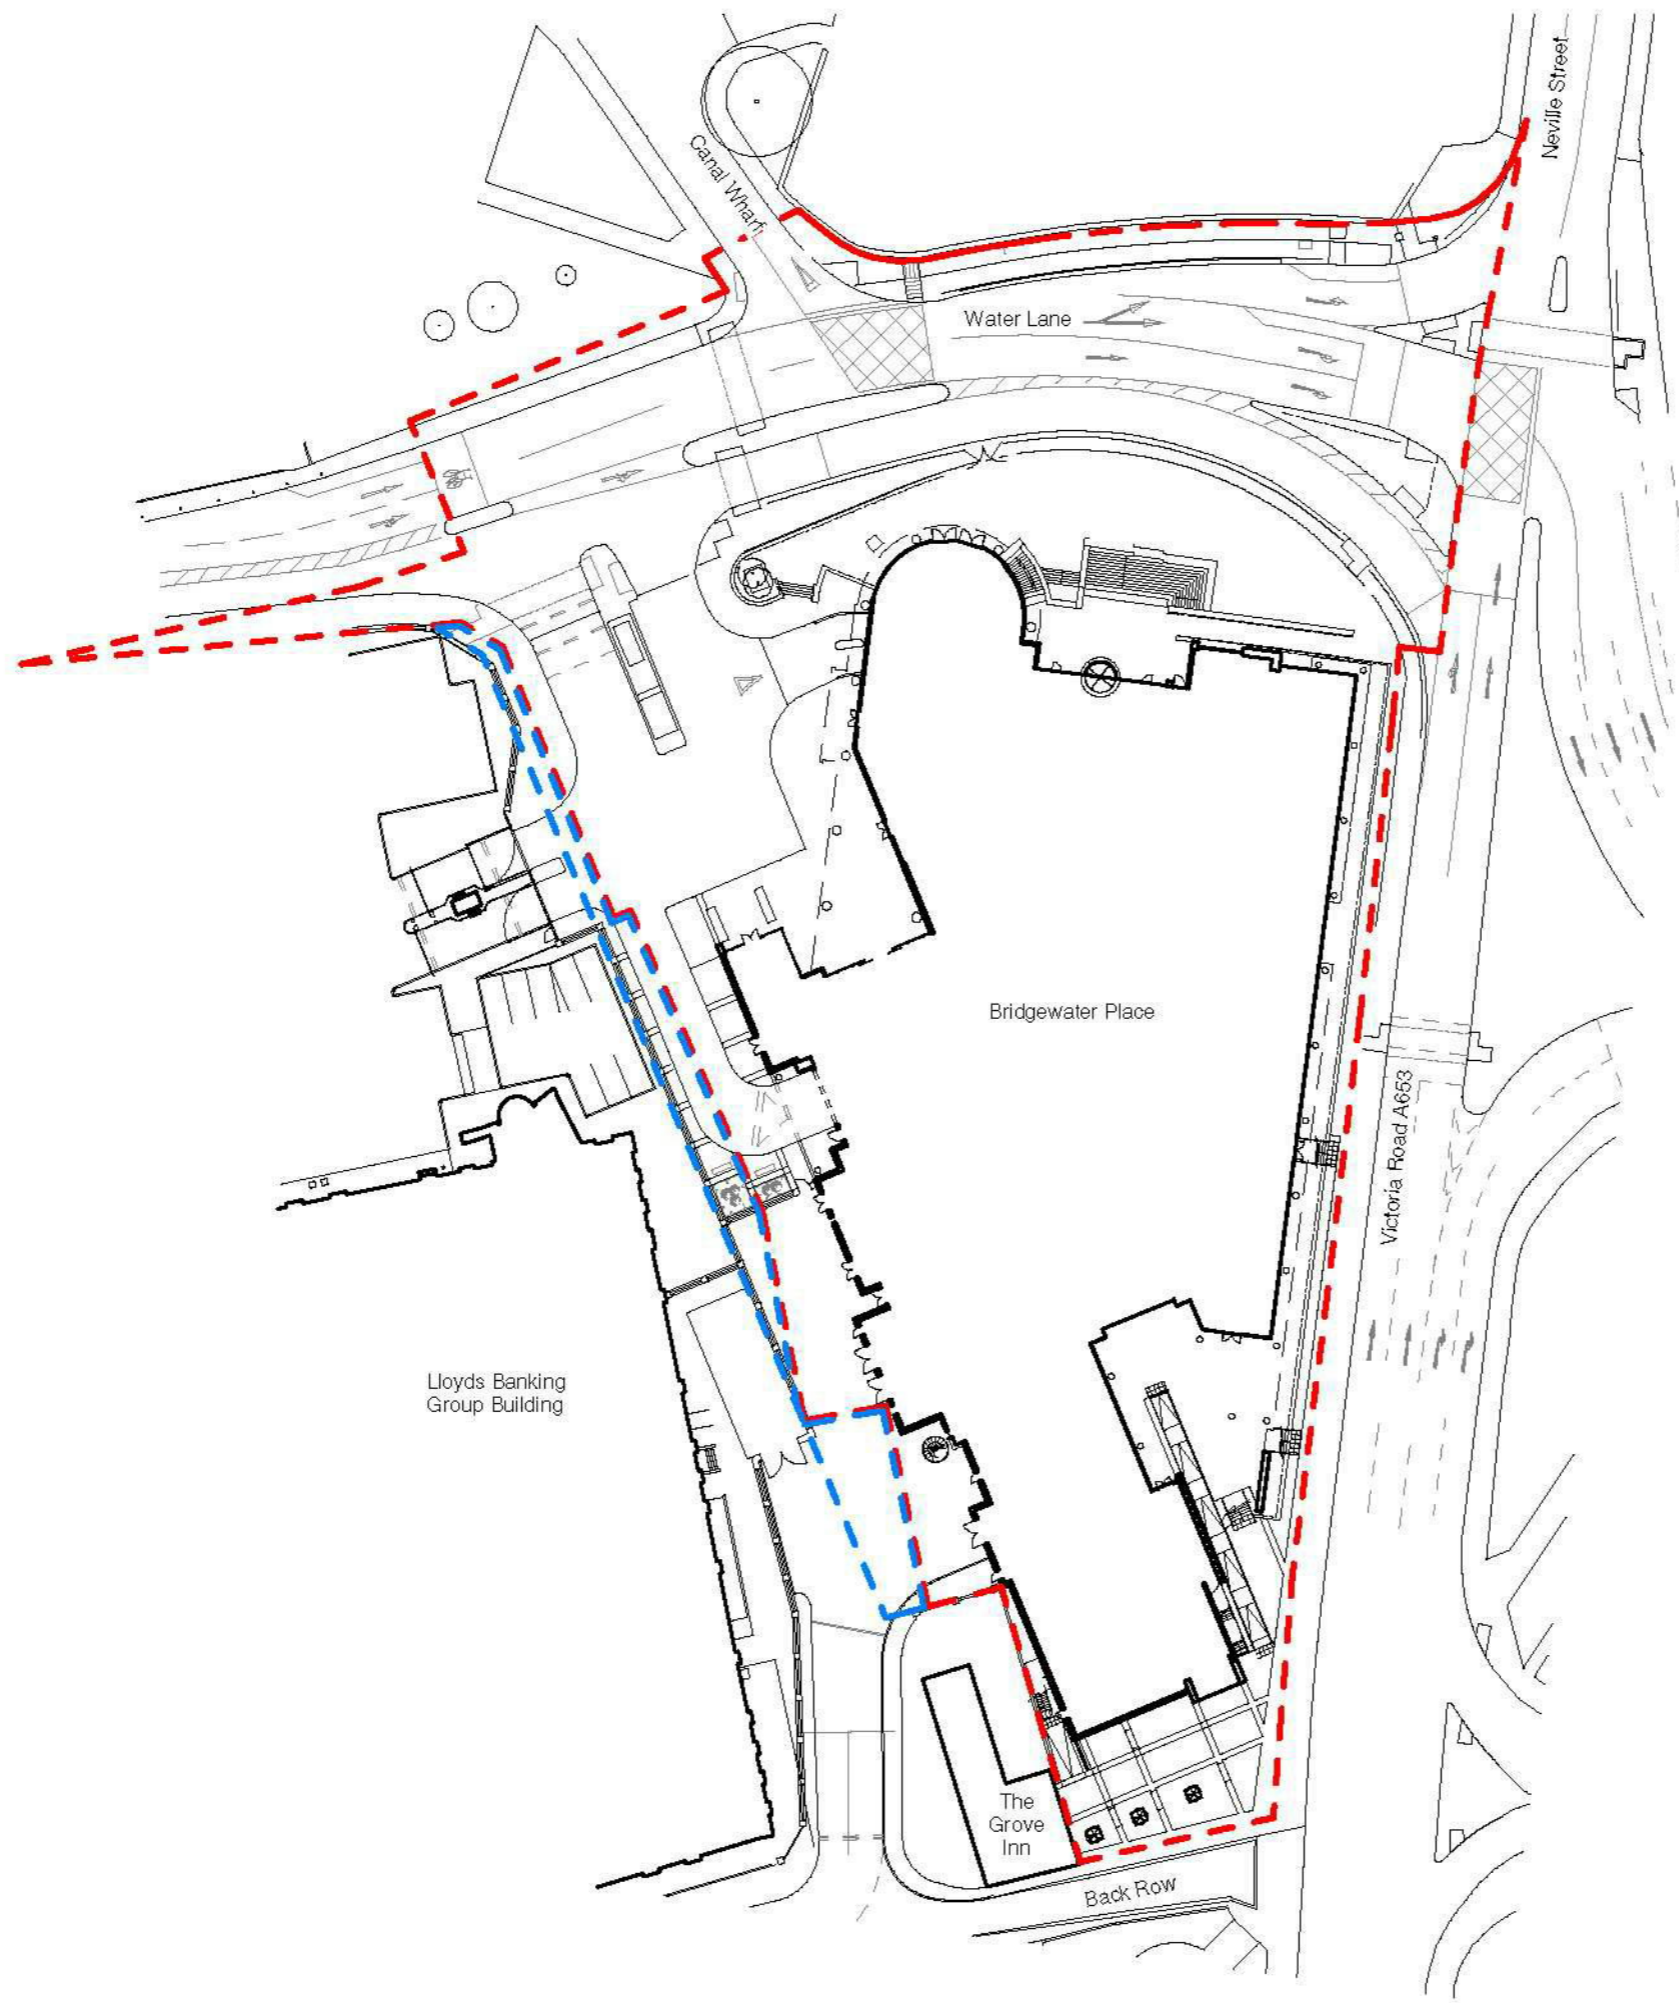 Neville Street
Canal Wharf
Water Lane
Bridgewater Place
Victoria Road A653
Lloyds Banking
Group Building
The
Grove
Inn
Back Row